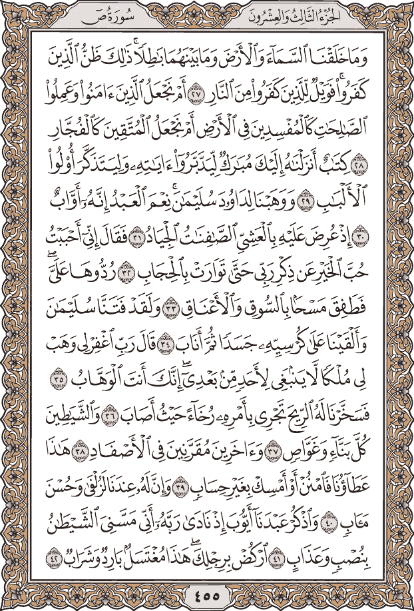 سُورَةُ صٓ الجُزْءُ الثَّالِثُ وَالعِشْرُونَ
وَمَا خَلَقْنَا ٱلسَّمَآءَ وَٱلْأَرْضَ وَمَا بَيْنَهُمَا بَٰطِلًا ۚ ذَٰلِكَ ظَنُّ ٱلَّذِينَ
كَفَرُوا۟ ۚ فَوَيْلٌ لِّلَّذِينَ كَفَرُوا۟ مِنَ ٱلنَّارِ ٢٧ أَمْ نَجْعَلُ ٱلَّذِينَ ءَامَنُوا۟ وَعَمِلُوا۟
ٱلصَّٰلِحَٰتِ كَٱلْمُفْسِدِينَ فِى ٱلْأَرْضِ أَمْ نَجْعَلُ ٱلْمُتَّقِينَ كَٱلْفُجَّارِ
٢٨ كِتَٰبٌ أَنزَلْنَٰهُ إِلَيْكَ مُبَٰرَكٌ لِّيَدَّبَّرُوٓا۟ ءَايَٰتِهِۦ وَلِيَتَذَكَّرَ أُو۟لُوا۟
ٱلْأَلْبَٰبِ ٢٩ وَوَهَبْنَا لِدَاوُۥدَ سُلَيْمَٰنَ ۚ نِعْمَ ٱلْعَبْدُ إِنَّهُۥٓ أَوَّابٌ
٣٠ إِذْ عُرِضَ عَلَيْهِ بِٱلْعَشِىِّ ٱلصَّٰفِنَٰتُ ٱلْجِيَادُ ٣١ فَقَالَ إِنِّىٓ أَحْبَبْتُ
حُبَّ ٱلْخَيْرِ عَن ذِكْرِ رَبِّى حَتَّىٰ تَوَارَتْ بِٱلْحِجَابِ ٣٢ رُدُّوهَا عَلَىَّ ۖ
فَطَفِقَ مَسْحًۢا بِٱلسُّوقِ وَٱلْأَعْنَاقِ ٣٣ وَلَقَدْ فَتَنَّا سُلَيْمَٰنَ
وَأَلْقَيْنَا عَلَىٰ كُرْسِيِّهِۦ جَسَدًا ثُمَّ أَنَابَ ٣٤ قَالَ رَبِّ ٱغْفِرْ لِى وَهَبْ
لِى مُلْكًا لَّا يَنۢبَغِى لِأَحَدٍ مِّنۢ بَعْدِىٓ ۖ إِنَّكَ أَنتَ ٱلْوَهَّابُ ٣٥
فَسَخَّرْنَا لَهُ ٱلرِّيحَ تَجْرِى بِأَمْرِهِۦ رُخَآءً حَيْثُ أَصَابَ ٣٦ وَٱلشَّيَٰطِينَ
كُلَّ بَنَّآءٍ وَغَوَّاصٍ ٣٧ وَءَاخَرِينَ مُقَرَّنِينَ فِى ٱلْأَصْفَادِ ٣٨ هَٰذَا
عَطَآؤُنَا فَٱمْنُنْ أَوْ أَمْسِكْ بِغَيْرِ حِسَابٍ ٣٩ وَإِنَّ لَهُۥ عِندَنَا لَزُلْفَىٰ وَحُسْنَ
مَـَٔابٍ ٤٠ وَٱذْكُرْ عَبْدَنَآ أَيُّوبَ إِذْ نَادَىٰ رَبَّهُۥٓ أَنِّى مَسَّنِىَ ٱلشَّيْطَٰنُ
بِنُصْبٍ وَعَذَابٍ ٤١ ٱرْكُضْ بِرِجْلِكَ ۖ هَٰذَا مُغْتَسَلٌۢ بَارِدٌ وَشَرَابٌ ٤٢
٤٥٥